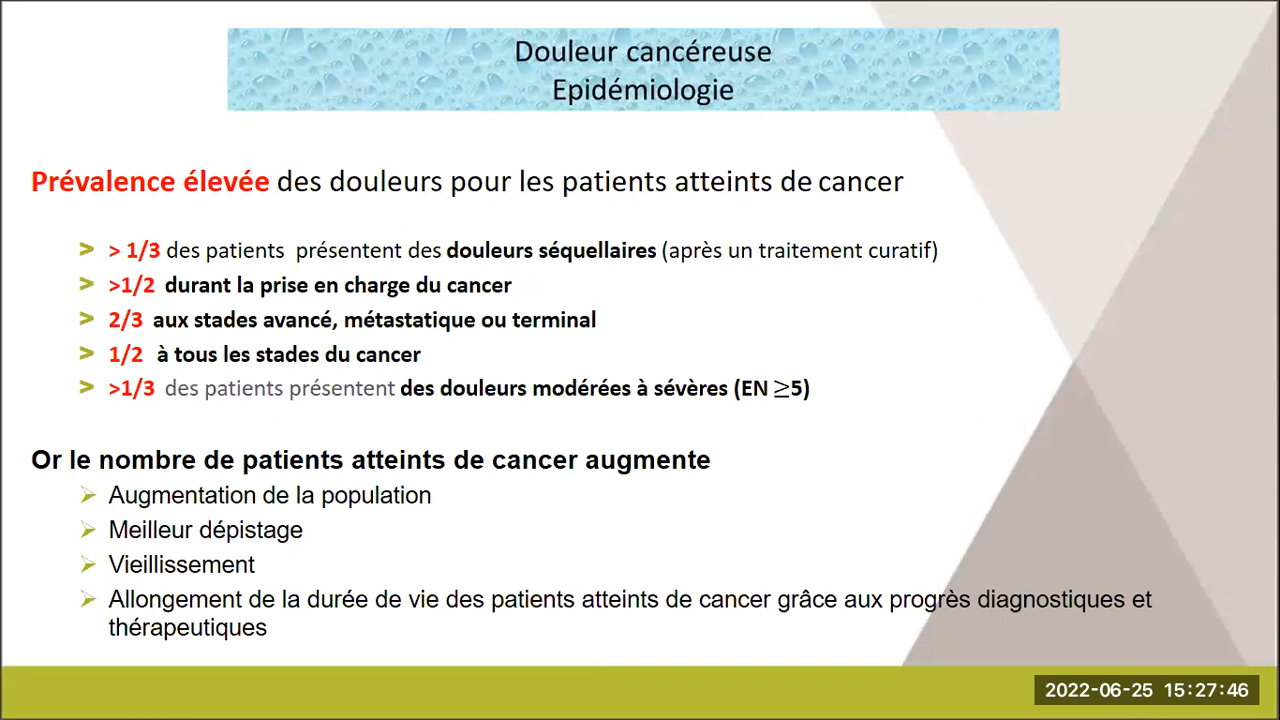 Douleur cancéreuse
Epidémiologie
Prévalence élevée des douleurs pour les patients atteints de cancer
> > 1/3 des patients présentent des douleurs séquellaires (après un traitement curatif)
> >1/2 durant la prise en charge du cancer
> 2/3 aux stades avancé, métastatique ou terminal
> 1/2 à tous les stades du cancer
> >1/3 des patients présentent des douleurs modérées à sévères (EN ≥5)
Or le nombre de patients atteints de cancer augmente
➢ Augmentation de la population
➢ Meilleur dépistage
➢ Vieillissement
➢ Allongement de la durée de vie des patients atteints de cancer grâce aux progrès diagnostiques et
thérapeutiques
2022-06-25 15:27:46